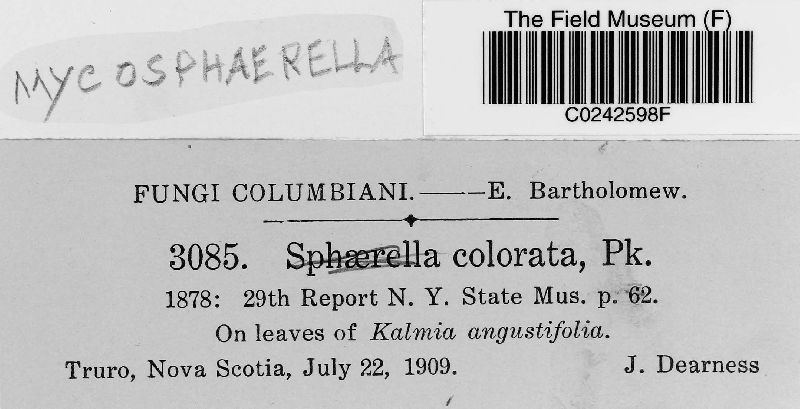 MYCOSPHAERELLA
The Field Museum (F)
C0242598F
FUNGI COLUMBIANI.——E. Bartholomew.
3085. Sphærella colorata, Pk.
1878: 29th Report N. Y. State Mus. p. 62.
On leaves of Kalmia angustifolia.
Truro, Nova Scotia, July 22, 1909. J. Dearness